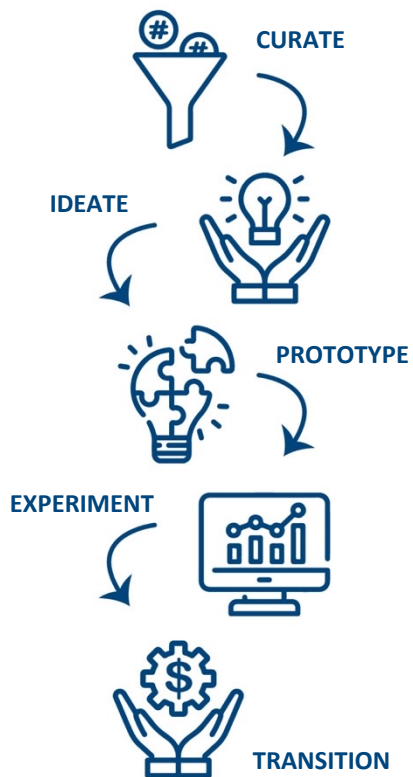 #
#
CURATE
IDEATE
PROTOTYPE
EXPERIMENT
$
TRANSITION